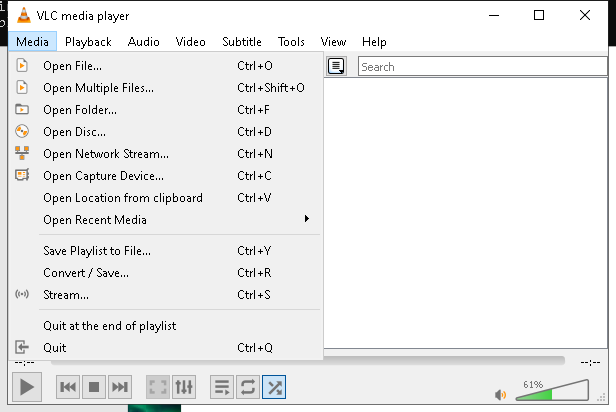 VLC media player
Media Playback Audio Video Subtitle Tools View Help
Open File... Ctrl+O
Search
Open Multiple Files... Ctrl+Shift+O
Open Folder... Ctrl+F
Open Disc... Ctrl+D
Open Network Stream... Ctrl+N
Open Capture Device... Ctrl+C
Open Location from clipboard Ctrl+V
Open Recent Media
Save Playlist to File... Ctrl+Y
Convert / Save... Ctrl+R
Stream... Ctrl+S
Quit at the end of playlist
Quit Ctrl+Q
--:-- --:--
61%